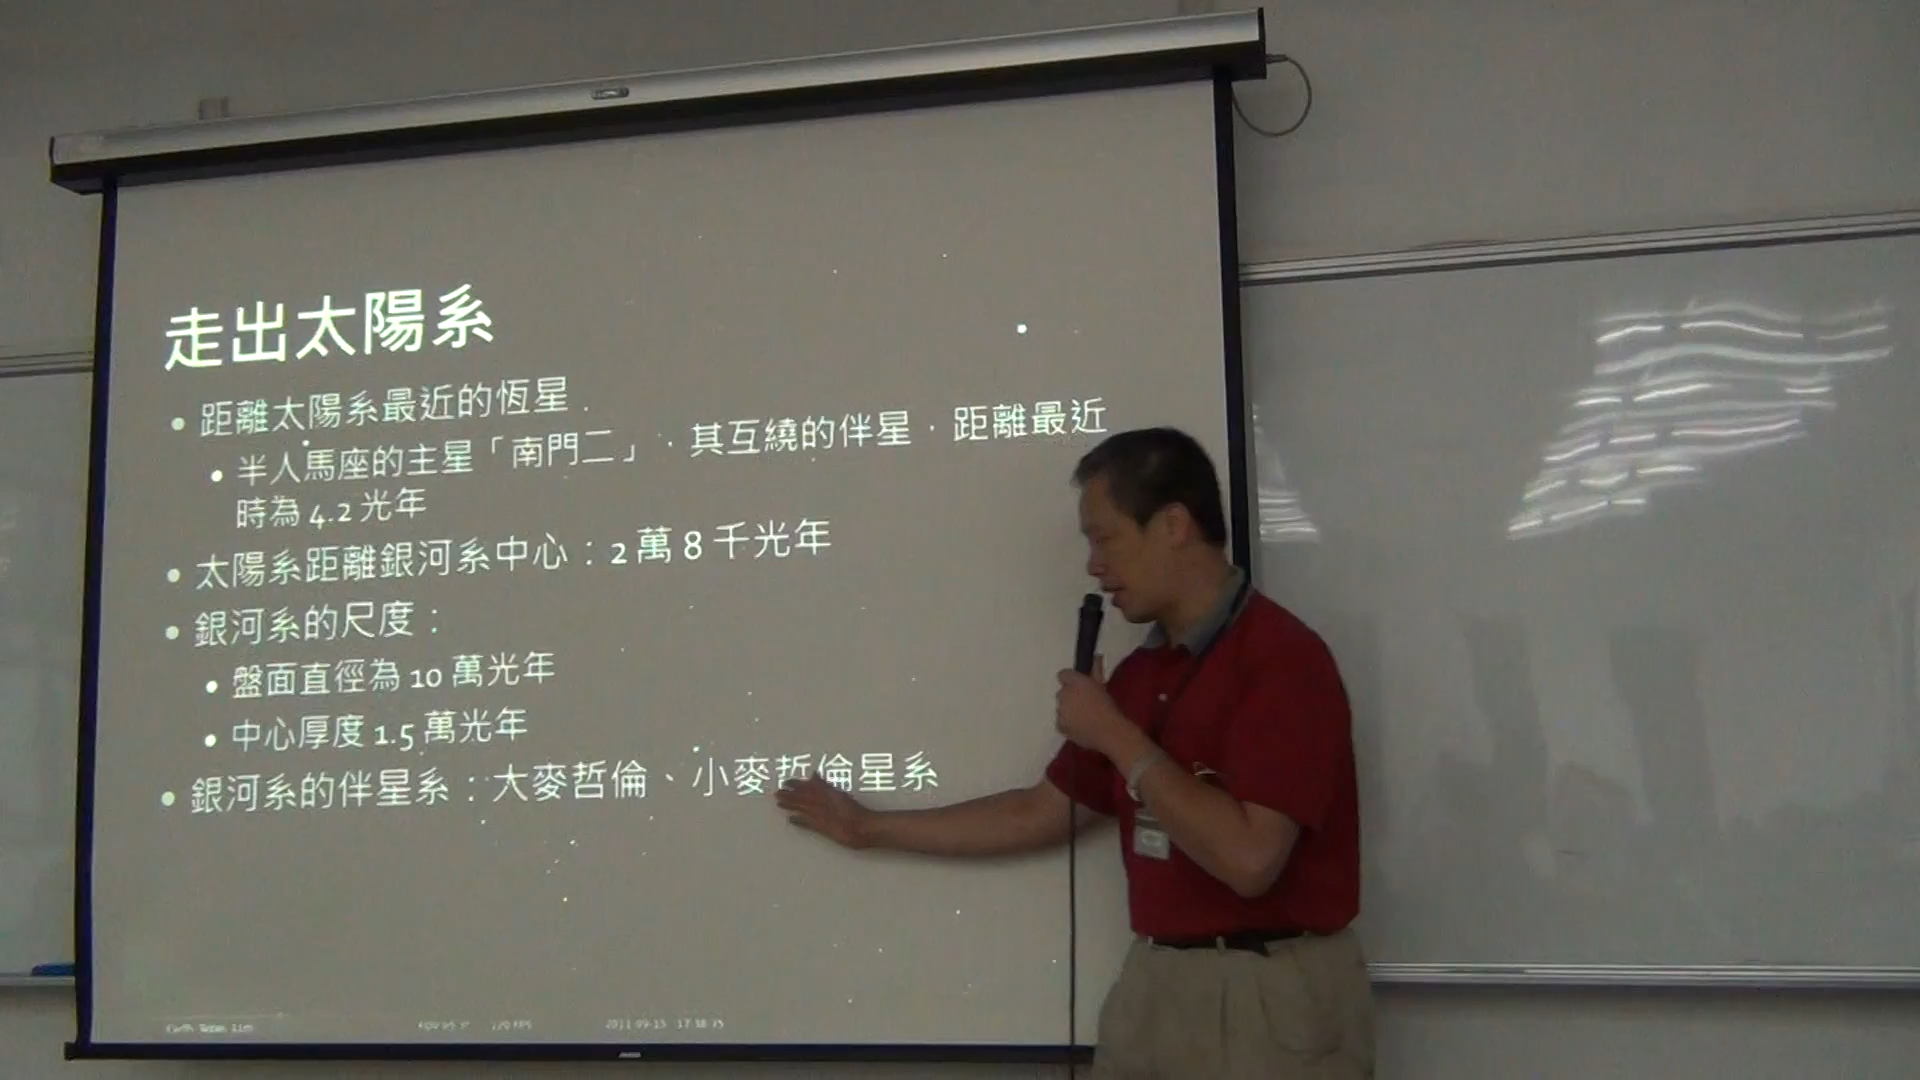 走出太陽系
距離太陽系最近的恆星．
半人馬座的主星「南門二」，其互繞的伴星，距離最近
時為 4.2 光年
太陽系距離銀河系中心：2 萬 8 千光年
銀河系的尺度：
盤面直徑為 10 萬光年
中心厚度 1.5 萬光年
銀河系的伴星系：大麥哲倫、小麥哲倫星系